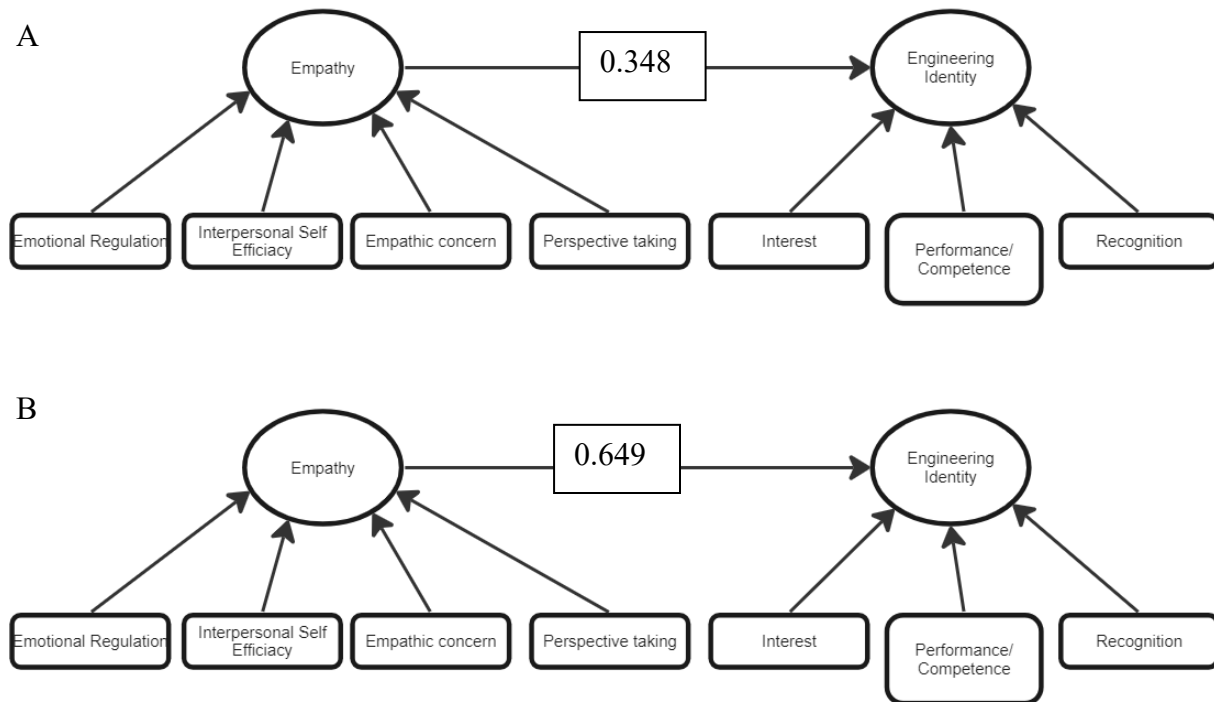 A
Empathy
0.348
Engineering
Identity
Emotional Regulation
Interpersonal Self
Efficiacy
Empathic concern
Perspective taking
Interest
Performance/
Competence
Recognition
B
Empathy
0.649
Engineering
Identity
Emotional Regulation
Interpersonal Self
Efficiacy
Empathic concern
Perspective taking
Interest
Performance/
Competence
Recognition